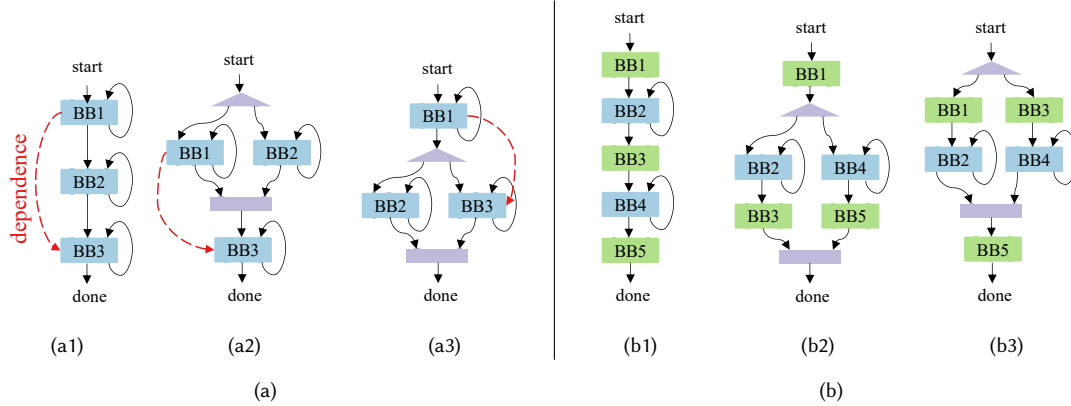 dependence
start
BB1
BB2
BB3
done
(a1)
start
BB1
BB2
BB3
done
(a2)
start
BB1
BB2
BB3
done
(a3)
(a)
start
BB1
BB2
BB3
BB4
BB5
done
(b1)
start
BB1
BB2
BB4
BB3
BB5
done
(b2)
start
BB1
BB3
BB2
BB4
BB5
done
(b3)
(b)